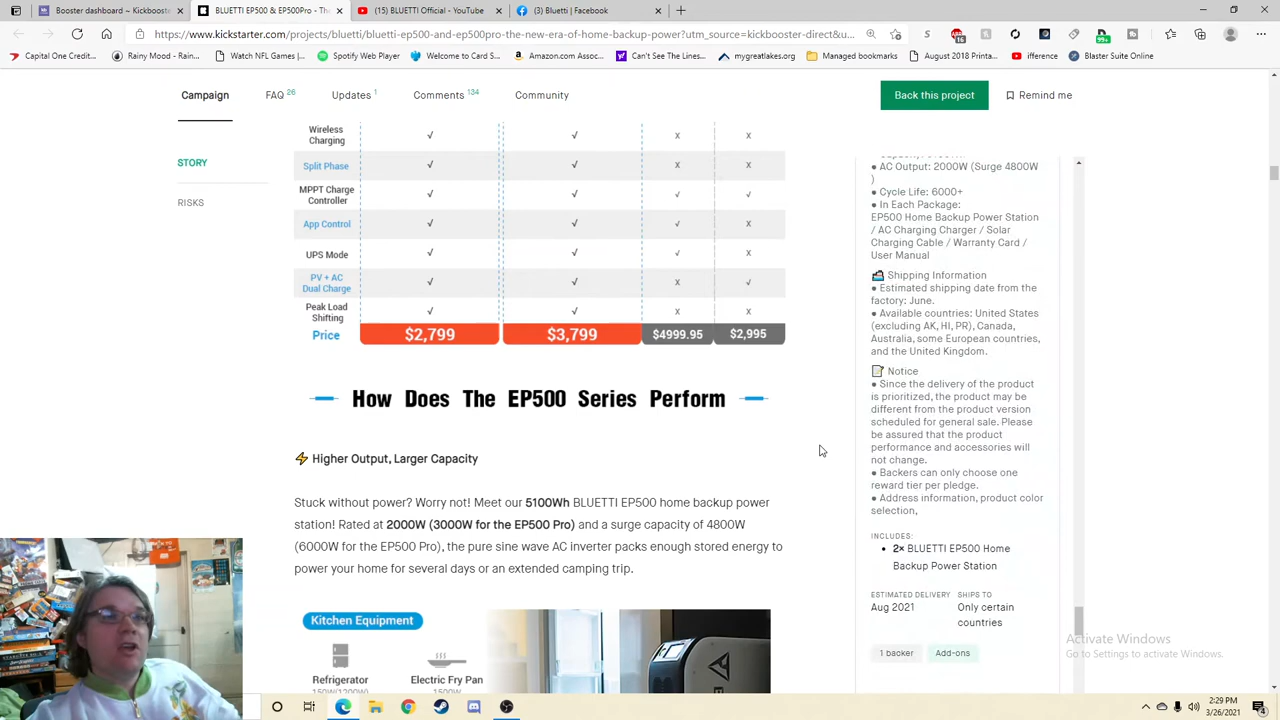 Booster dashboard ~ Kickbooste
BLUETTI EP500 & EP500Pro - The
(15) BLUETTI Official - YouTube
(3) Bluetti | Facebook
https://www.kickstarter.com/projects/bluetti/bluetti-ep500-and-ep500pro-the-new-era-of-home-backup-power?utm_source=kickbooster-direct&u...
Capital One Credit...
Rainy Mood - Rain...
Watch GML Games |...
Spotify Web Player
Welcome to Card S...
Amazon.com Assoc...
Can't See The Lines...
mygreatlakes.org
Managed bookmarks
August 2018 Printa...
ifference
Blaster Suite Online
Campaign
FAQ 26
Updates 1
Comments 134
Community
Back this project
Remind me
STORY
RISKS
Wireless
Charging
√ √ x x
Split Phase
√ √ x x
MPPT Charge
Controller
√ √ √ √
App Control
√ √ √ x
UPS Mode
√ √ √ x
PV + AC
Dual Charge
√ √ x √
Peak Load
Shifting
√ √ x x
Price $2,799 $3,799 $4999.95 $2,995
How Does The EP500 Series Perform
⚡ Higher Output, Larger Capacity
Stuck without power? Worry not! Meet our 5100Wh BLUETTI EP500 home backup power
station! Rated at 2000W (3000W for the EP500 Pro) and a surge capacity of 4800W
(6000W for the EP500 Pro), the pure sine wave AC inverter packs enough stored energy to
power your home for several days or an extended camping trip.
Kitchen Equipment
Refrigerator
150W(1200W)
Electric Fry Pan
1500W
● AC Output: 2000W (Surge 4800W
)
● Cycle Life: 6000+
● In Each Package:
EP500 Home Backup Power Station
/ AC Charging Charger / Solar
Charging Cable / Warranty Card /
User Manual
Shipping Information
● Estimated shipping date from the
factory: June.
● Available countries: United States
(excluding AK, HI, PR), Canada,
Australia, some European countries,
and the United Kingdom.
Notice
● Since the delivery of the product
is prioritized, the product may be
different from the product version
scheduled for general sale. Please
be assured that the product
performance and accessories will
not change.
● Backers can only choose one
reward tier per pledge.
● Address information, product color
selection,
INCLUDES:
• 2× BLUETTI EP500 Home
Backup Power Station
ESTIMATED DELIVERY
Aug 2021
SHIPS TO
Only certain
countries
1 backer
Add-ons
Activate Windows
Go to Settings to activate Windows.
2:29 PM
3/26/2021